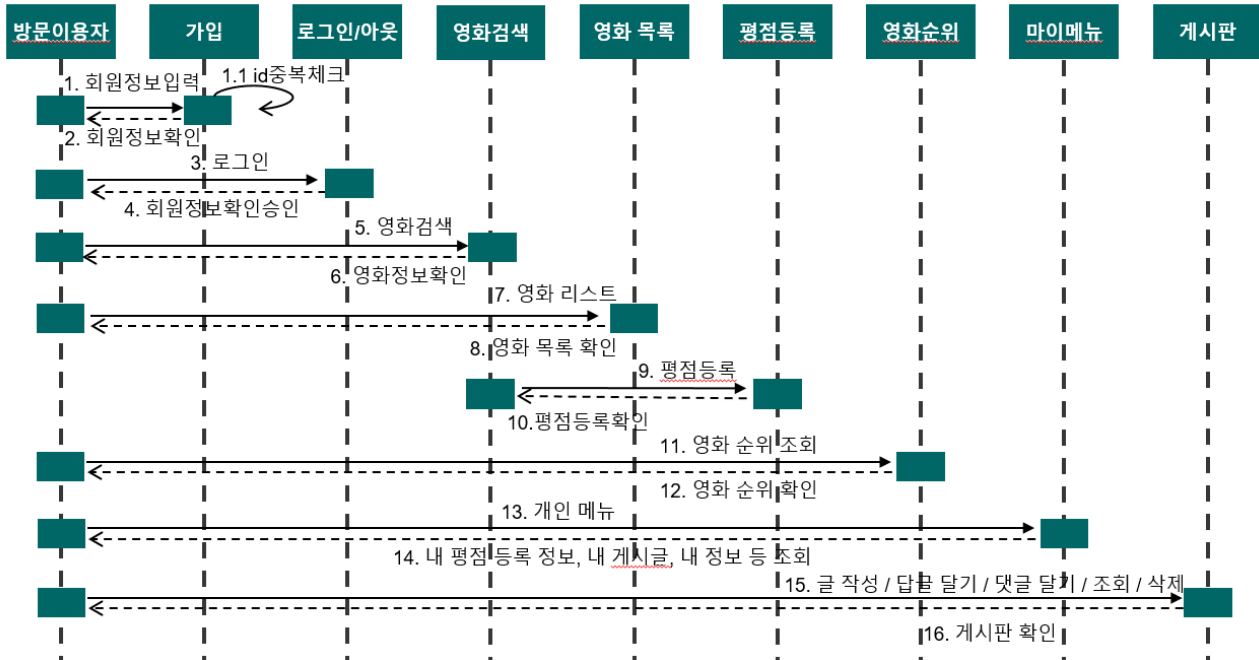 방문이용자
가입
로그인/아웃
영화검색
영화 목록
평점등록
영화순위
마이메뉴
게시판
1. 회원정보입력
1.1 id중복체크
2. 회원정보확인
3. 로그인
4. 회원정보확인승인
5. 영화검색
6. 영화정보확인
7. 영화 리스트
8. 영화 목록 확인
9. 평점등록
10.평점등록확인
11. 영화 순위 조회
12. 영화 순위 확인
13. 개인 메뉴
14. 내 평점 등록 정보, 내 게시글, 내 정보 등 조회
15. 글 작성 / 답글 달기 / 댓글 달기 / 조회 / 삭제
16. 게시판 확인